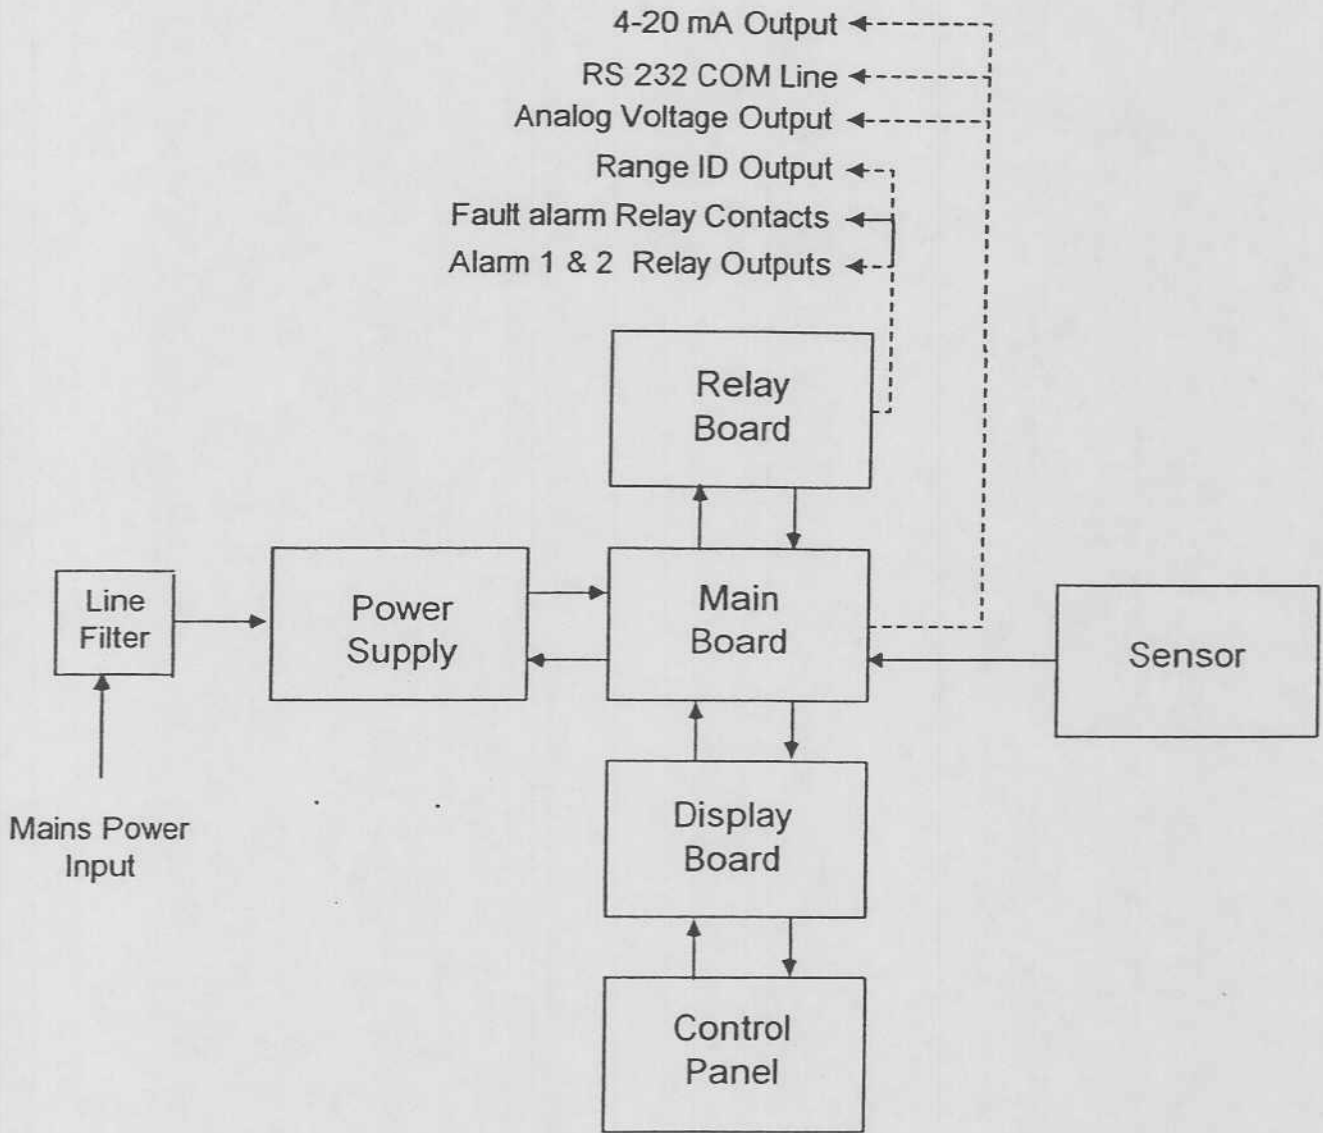 4-20 mA Output
RS 232 COM Line
Analog Voltage Output
Range ID Output
Fault alarm Relay Contacts
Alarm 1 & 2 Relay Outputs
Relay
Board
Line
Filter
Power
Supply
Main
Board
Sensor
Mains Power
Input
Display
Board
Control
Panel